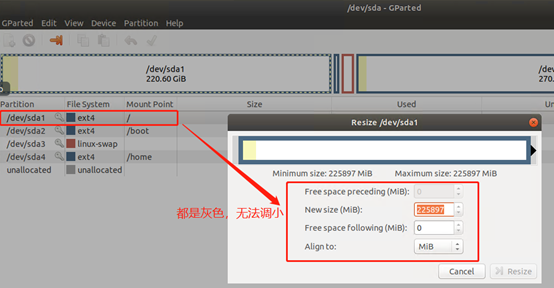 /dev/sda - GParted
GParted Edit View Device Partition Help
/dev/sda1
220.60 GiB
270.
Partition File System Mount Point Size Used Un
/dev/sda1 ext4 /
/dev/sda2 ext4 /boot
/dev/sda3 linux-swap
/dev/sda4 ext4 /home
unallocated unallocated
都是灰色，无法调小
Resize /dev/sda1
Minimum size: 225897 MiB Maximum size: 225897 MiB
Free space preceding (MiB): 0
New size (MiB): 225897
Free space following (MiB): 0
Align to: MiB
Cancel Resize